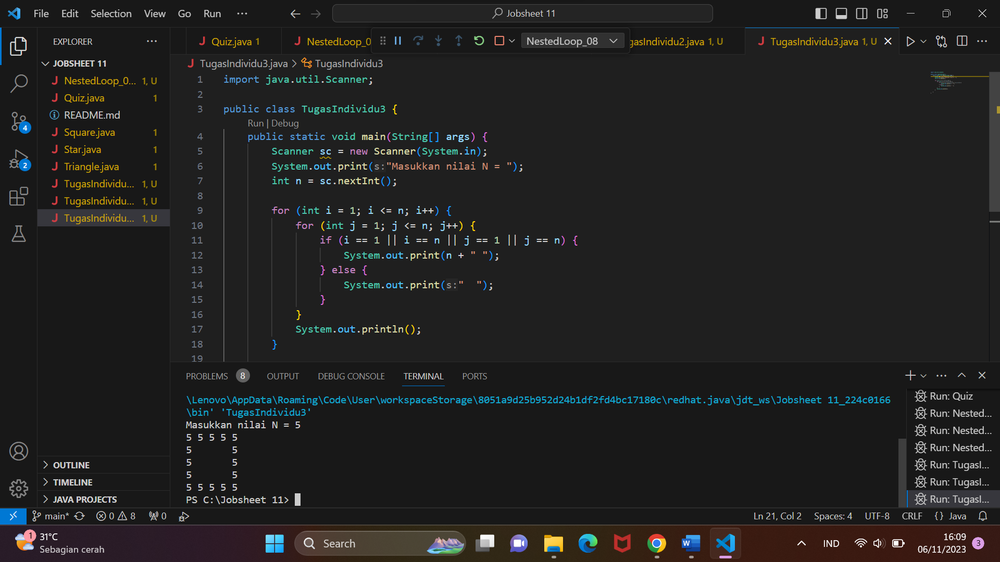 File Edit Selection View Go Run ··· Jobsheet 11
EXPLORER ···
JOBSHEET 11
NestedLoop_0... 1, U
Quiz.java 1
README.md
Square.java 1
Star.java 1
Triangle.java 1
TugasIndividu... 1, U
TugasIndividu... 1, U
TugasIndividu... 1, U
4
2
OUTLINE
TIMELINE
JAVA PROJECTS
Quiz.java 1 NestedLoop_0 NestedLoop_08 gasIndividu2.java 1, U TugasIndividu3.java 1, U
TugasIndividu3.java > TugasIndividu3
1 import java.util.Scanner;
2
3 public class TugasIndividu3 {
Run | Debug
4 public static void main(String[] args) {
5 Scanner sc = new Scanner(System.in);
6 System.out.print(s:"Masukkan nilai N = ");
7 int n = sc.nextInt();
8
9 for (int i = 1; i <= n; i++) {
10 for (int j = 1; j <= n; j++) {
11 if (i == 1 || i == n || j == 1 || j == n) {
12 System.out.print(n + " ");
13 } else {
14 System.out.print(s:"  ");
15 }
16 }
17 System.out.println();
18 }
19
PROBLEMS 8 OUTPUT DEBUG CONSOLE TERMINAL PORTS
\Lenovo\AppData\Roaming\Code\User\workspaceStorage\8051a9d25b952d24b1df2fd4bc17180c\redhat.java\jdt_ws\Jobsheet 11_224c0166
\bin' 'TugasIndividu3'
Masukkan nilai N = 5
5 5 5 5 5
5       5
5       5
5       5
5 5 5 5 5
PS C:\Jobsheet 11>
Run: Quiz
Run: Nested...
Run: Nested...
Run: Nested...
Run: TugasI...
Run: TugasI...
Run: TugasI...
main* 0 8 0 Ln 21, Col 2 Spaces: 4 UTF-8 CRLF {} Java
1 31°C
Sebagian cerah
Search
IND
16:09
06/11/2023
3